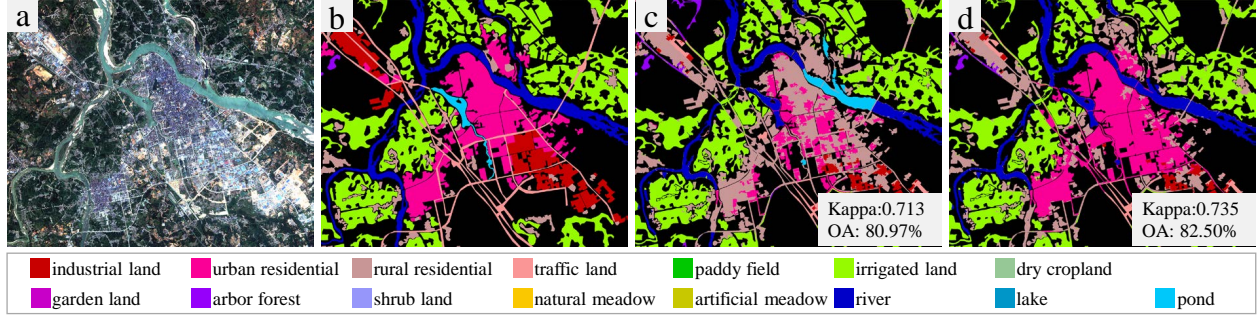 a
b
c
d
Kappa:0.713
OA: 80.97%
Kappa:0.735
OA: 82.50%
industrial land urban residential rural residential traffic land paddy field irrigated land dry cropland
garden land arbor forest shrub land natural meadow artificial meadow river lake pond